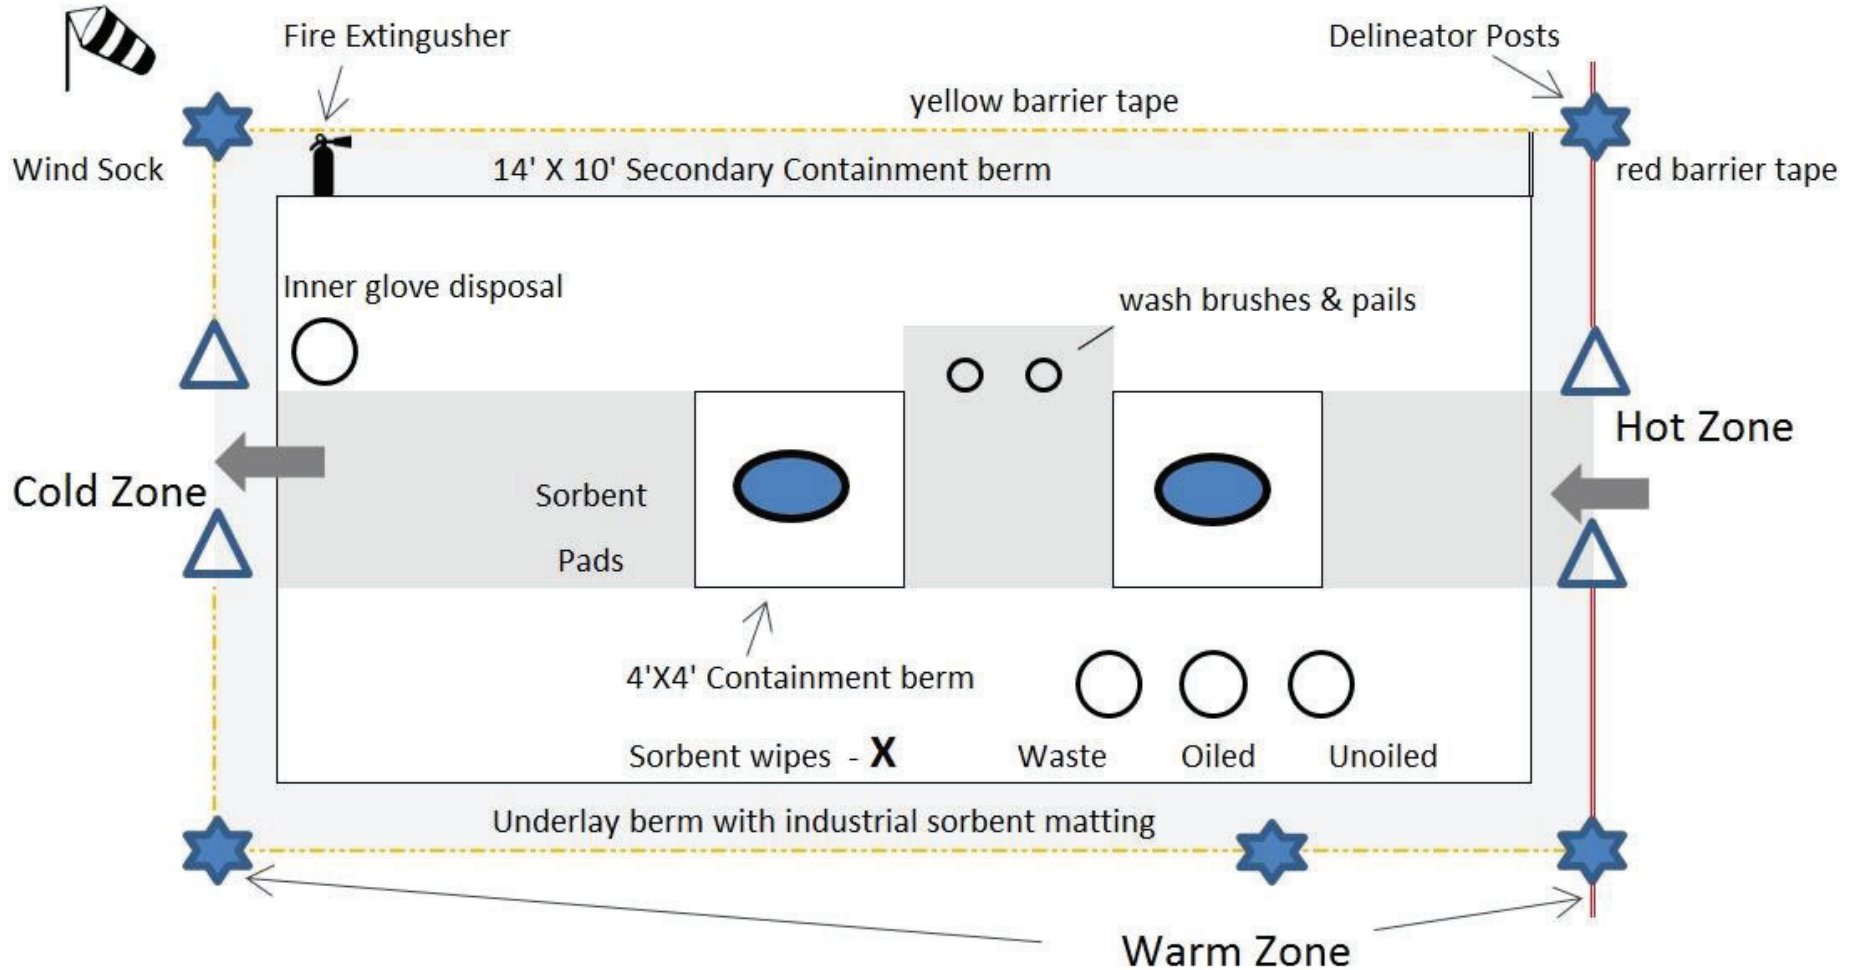 Fire Extingusher
Delineator Posts
yellow barrier tape
Wind Sock
14' X 10' Secondary Containment berm
red barrier tape
Inner glove disposal
wash brushes & pails
Hot Zone
Cold Zone
Sorbent
Pads
4'X4' Containment berm
Sorbent wipes - X
Waste
Oiled
Unoiled
Underlay berm with industrial sorbent matting
Warm Zone